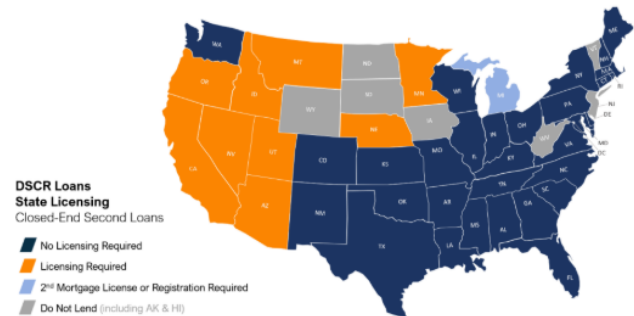 WA
MT
ND
MN
OR
ID
WY
WI
MI
ME
VT
NH
NY
MA
CT
RI
NV
UT
NE
IA
PA
NJ
DE
CA
CO
KS
MO
IL
IN
OH
WV
VA
MD
DC
KY
AZ
NM
OK
AR
TN
NC
SC
TX
LA
MS
AL
GA
FL
DSCR Loans
State Licensing
Closed-End Second Loans
No Licensing Required
Licensing Required
2nd Mortgage License or Registration Required
Do Not Lend (including AK & HI)